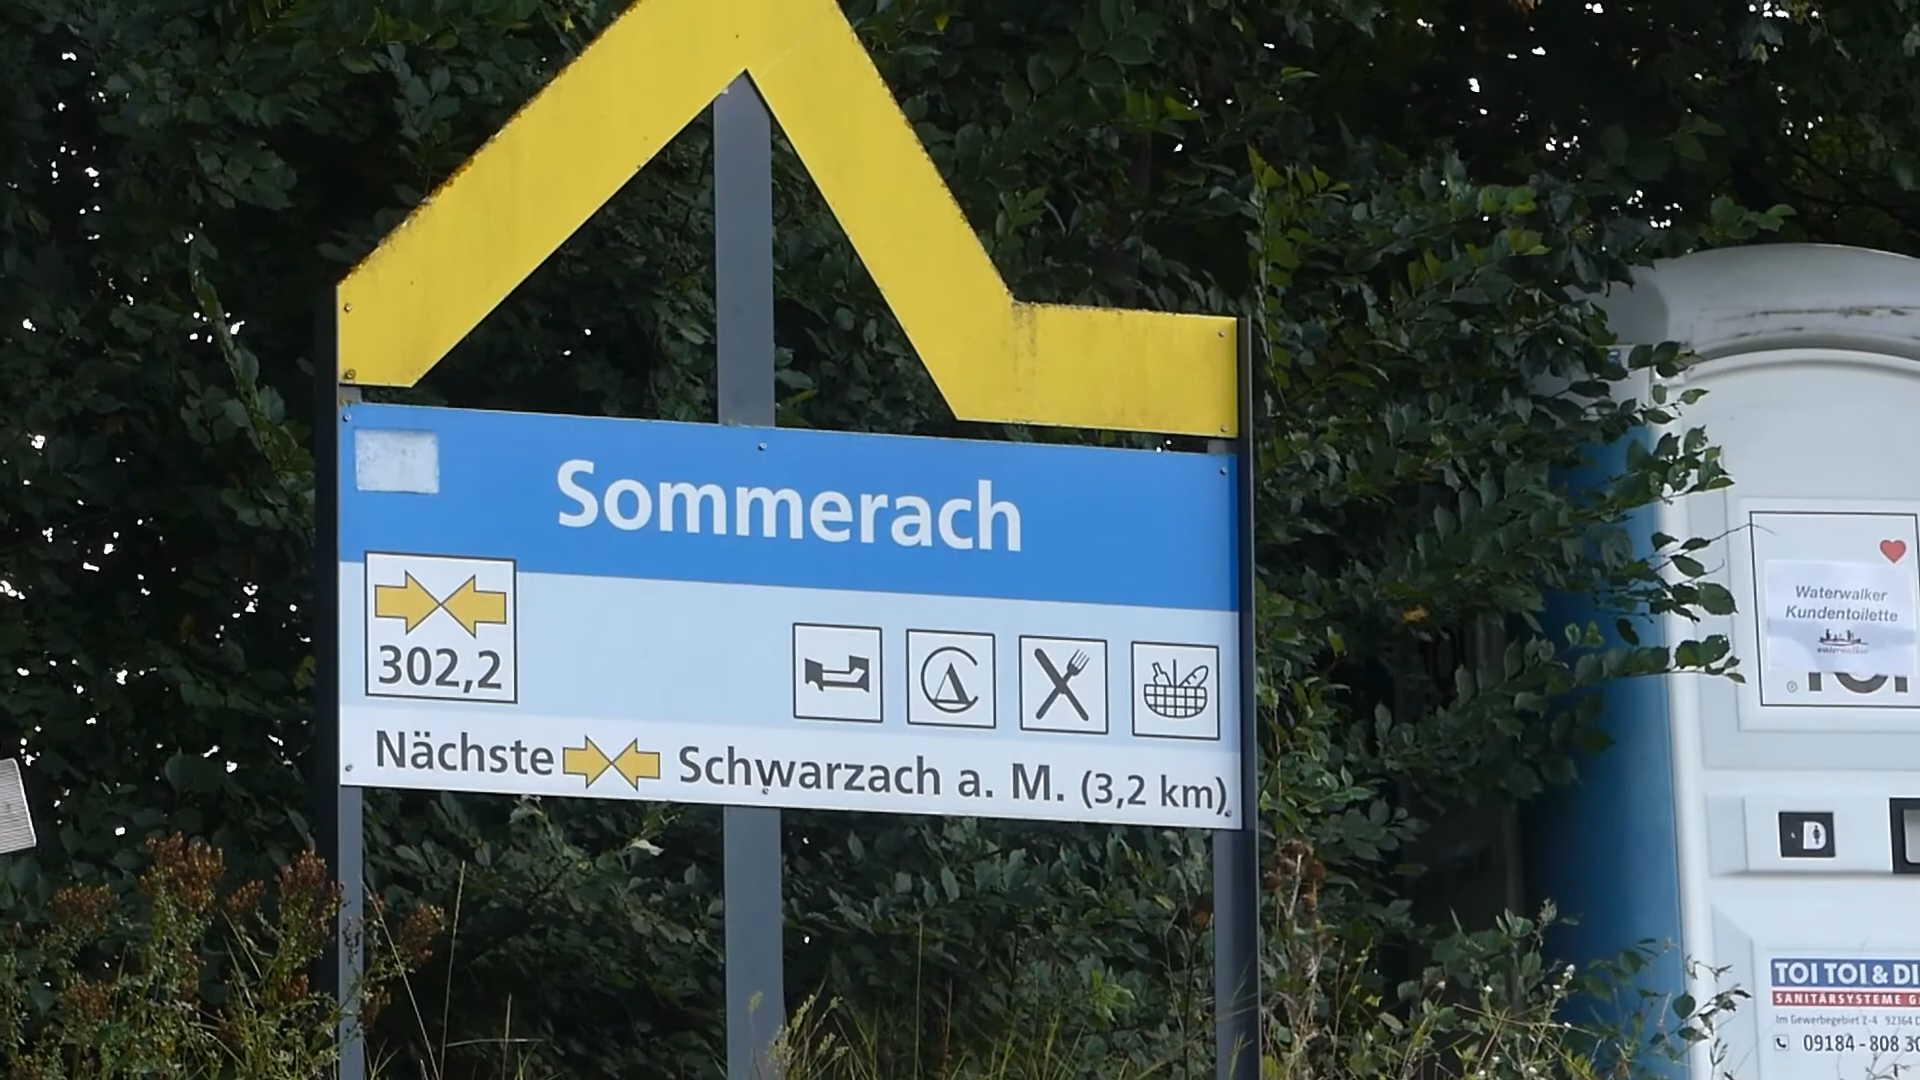 Sommerach
302,2
Nächste Schwarzach a. M. (3,2 km)
Waterwalker
Kundentoilette
waterwalker
D
TOI TOI & DI
SANITÄRSYSTEME G
Im Gewerbegebiet 2-4 92364 D
09184 - 808 30